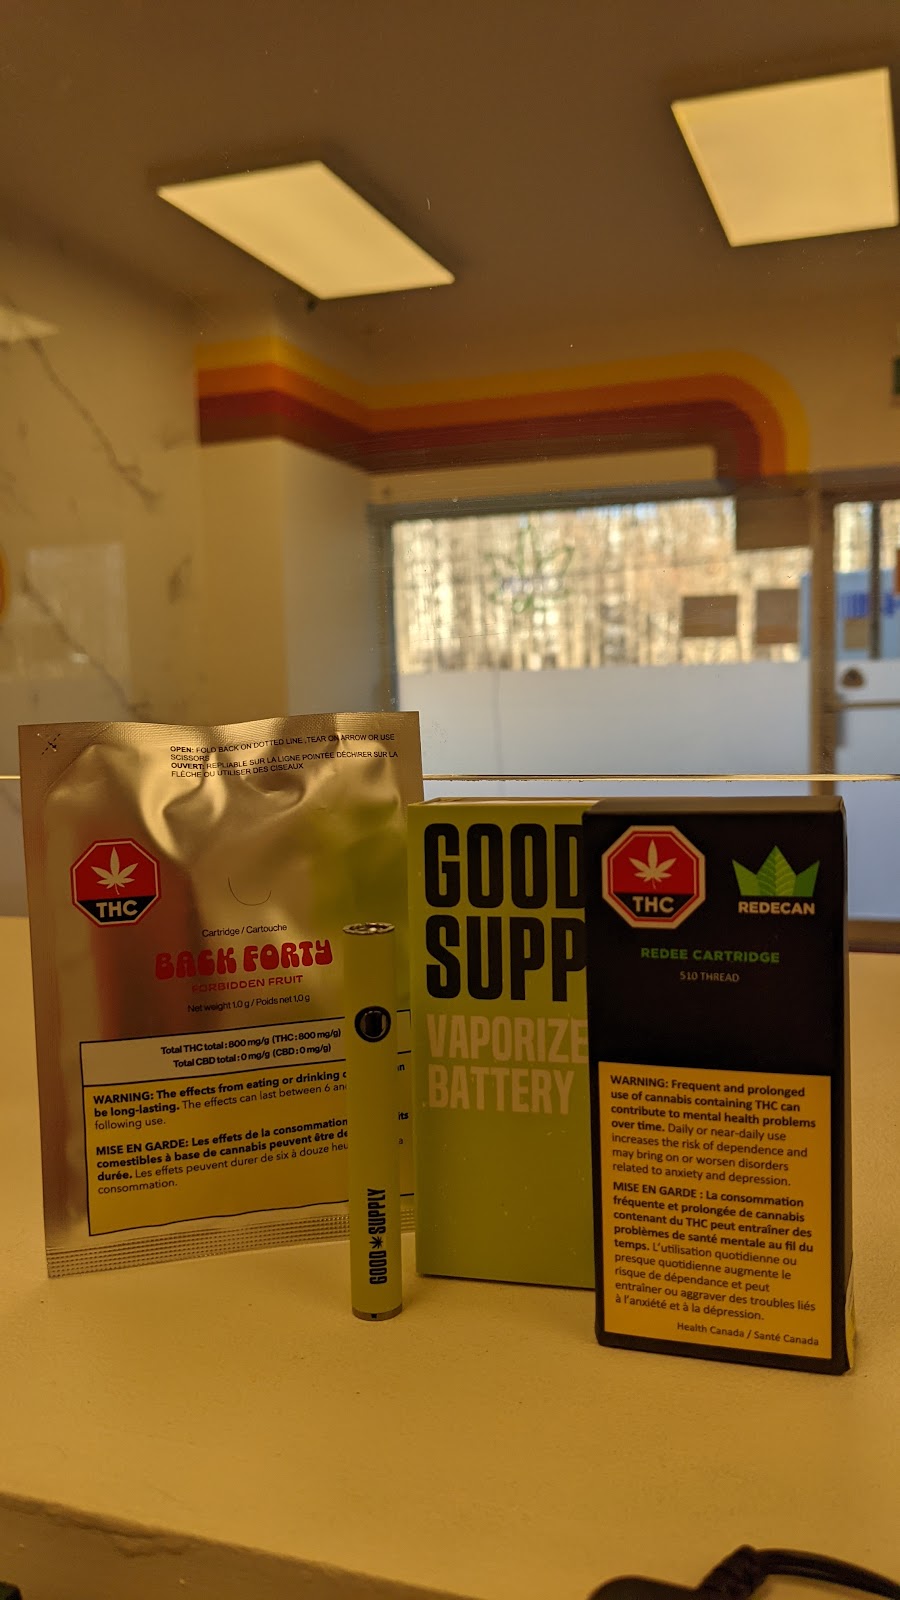 OPEN: FOLD BACK ON DOTTED LINE, TEAR ON ARROW OR USE
SCISSORS
OUVERT: REPLIABLE SUR LA LIGNE POINTÉE DÉCHIRER SUR LA
FLÈCHE OU UTILISER DES CISEAUX
THC
Cartridge / Cartouche
BACK FORTY
FORBIDDEN FRUIT
Net weight 1.0 g / Poids net 1,0 g
Total THC total: 800 mg/g (THC: 800 mg/g)
Total CBD total: 0 mg/g (CBD: 0 mg/g)
WARNING: The effects from eating or drinking
be long-lasting. The effects can last between 6 and
following use.
MISE EN GARDE: Les effets de la consommation
comestibles à base de cannabis peuvent être de
durée. Les effets peuvent durer de six à douze
consommation.
GOOD SUPPLY
GOOD
SUPP
VAPORIZE
BATTERY
THC
REDECAN
REDEE CARTRIDGE
510 THREAD
WARNING: Frequent and prolonged
use of cannabis containing THC can
contribute to mental health problems
over time. Daily or near-daily use
increases the risk of dependence and
may bring on or worsen disorders
related to anxiety and depression.
MISE EN GARDE : La consommation
fréquente et prolongée de cannabis
contenant du THC peut entraîner des
problèmes de santé mentale au fil du
temps. L'utilisation quotidienne ou
presque quotidienne augmente le
risque de dépendance et peut
entraîner ou aggraver des troubles liés
à l'anxiété et à la dépression.
Health Canada / Santé Canada